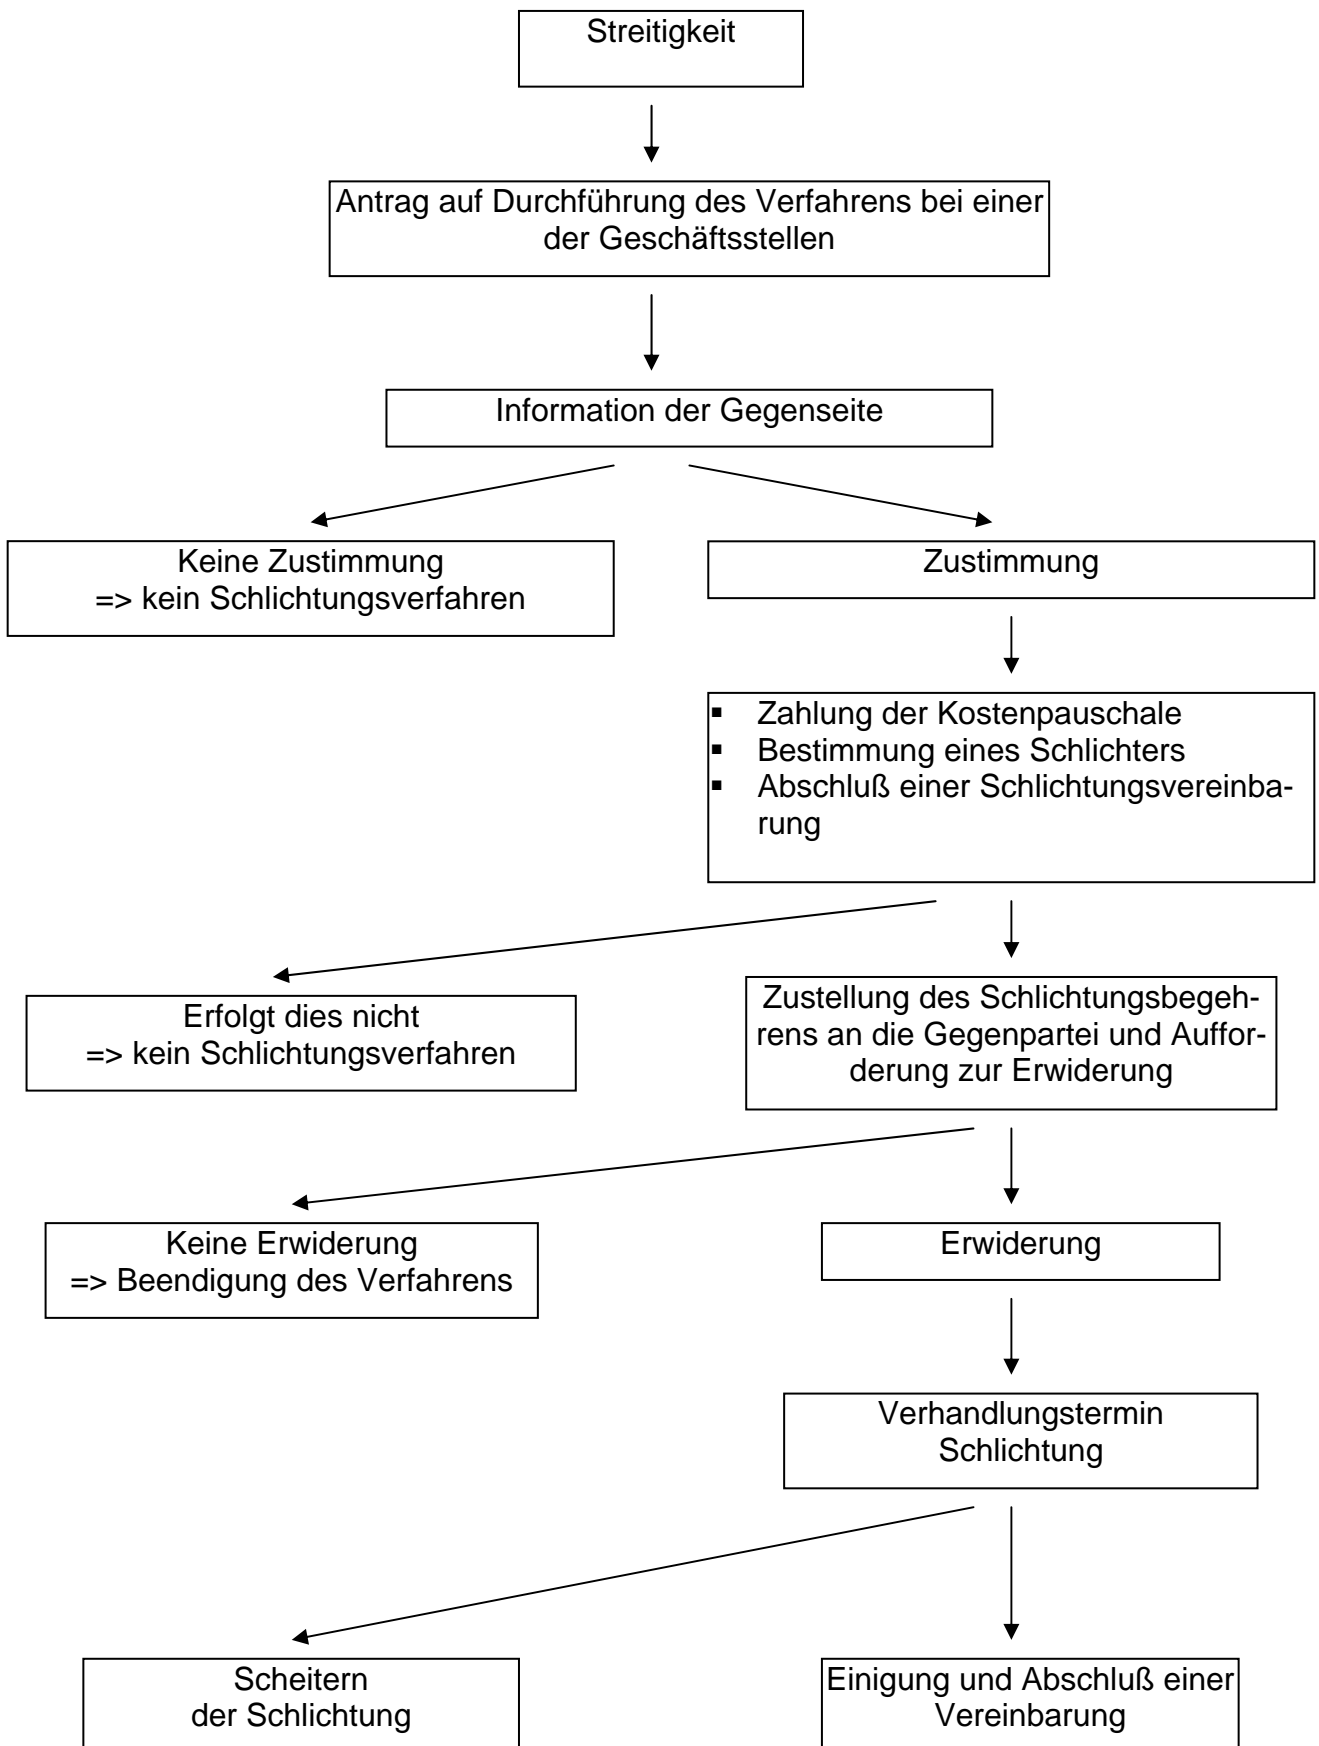 Streitigkeit
Antrag auf Durchführung des Verfahrens bei einer
der Geschäftsstellen
Information der Gegenseite
Keine Zustimmung
=> kein Schlichtungsverfahren
Zustimmung
▪ Zahlung der Kostenpauschale
▪ Bestimmung eines Schlichters
▪ Abschluß einer Schlichtungsvereinba-
rung
Erfolgt dies nicht
=> kein Schlichtungsverfahren
Zustellung des Schlichtungsbegeh-
rens an die Gegenpartei und Auffor-
derung zur Erwiderung
Keine Erwiderung
=> Beendigung des Verfahrens
Erwiderung
Verhandlungstermin
Schlichtung
Scheitern
der Schlichtung
Einigung und Abschluß einer
Vereinbarung